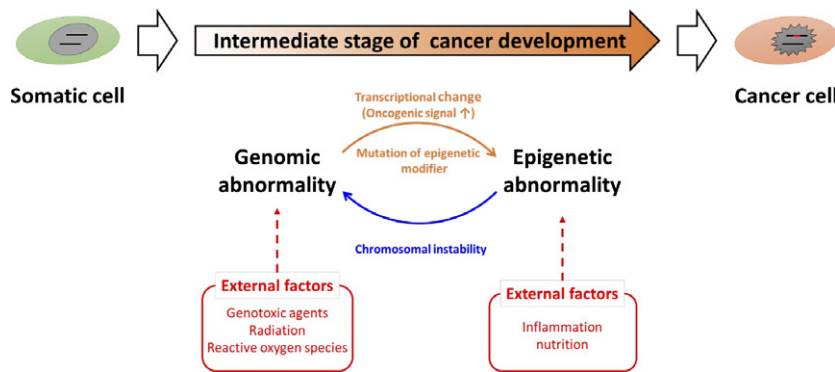 Intermediate stage of cancer development
Somatic cell
Cancer cell
Transcriptional change
(Oncogenic signal ↑)
Mutation of epigenetic
modifier
Genomic
abnormality
Epigenetic
abnormality
Chromosomal instability
External factors
Genotoxic agents
Radiation
Reactive oxygen species
External factors
Inflammation
nutrition